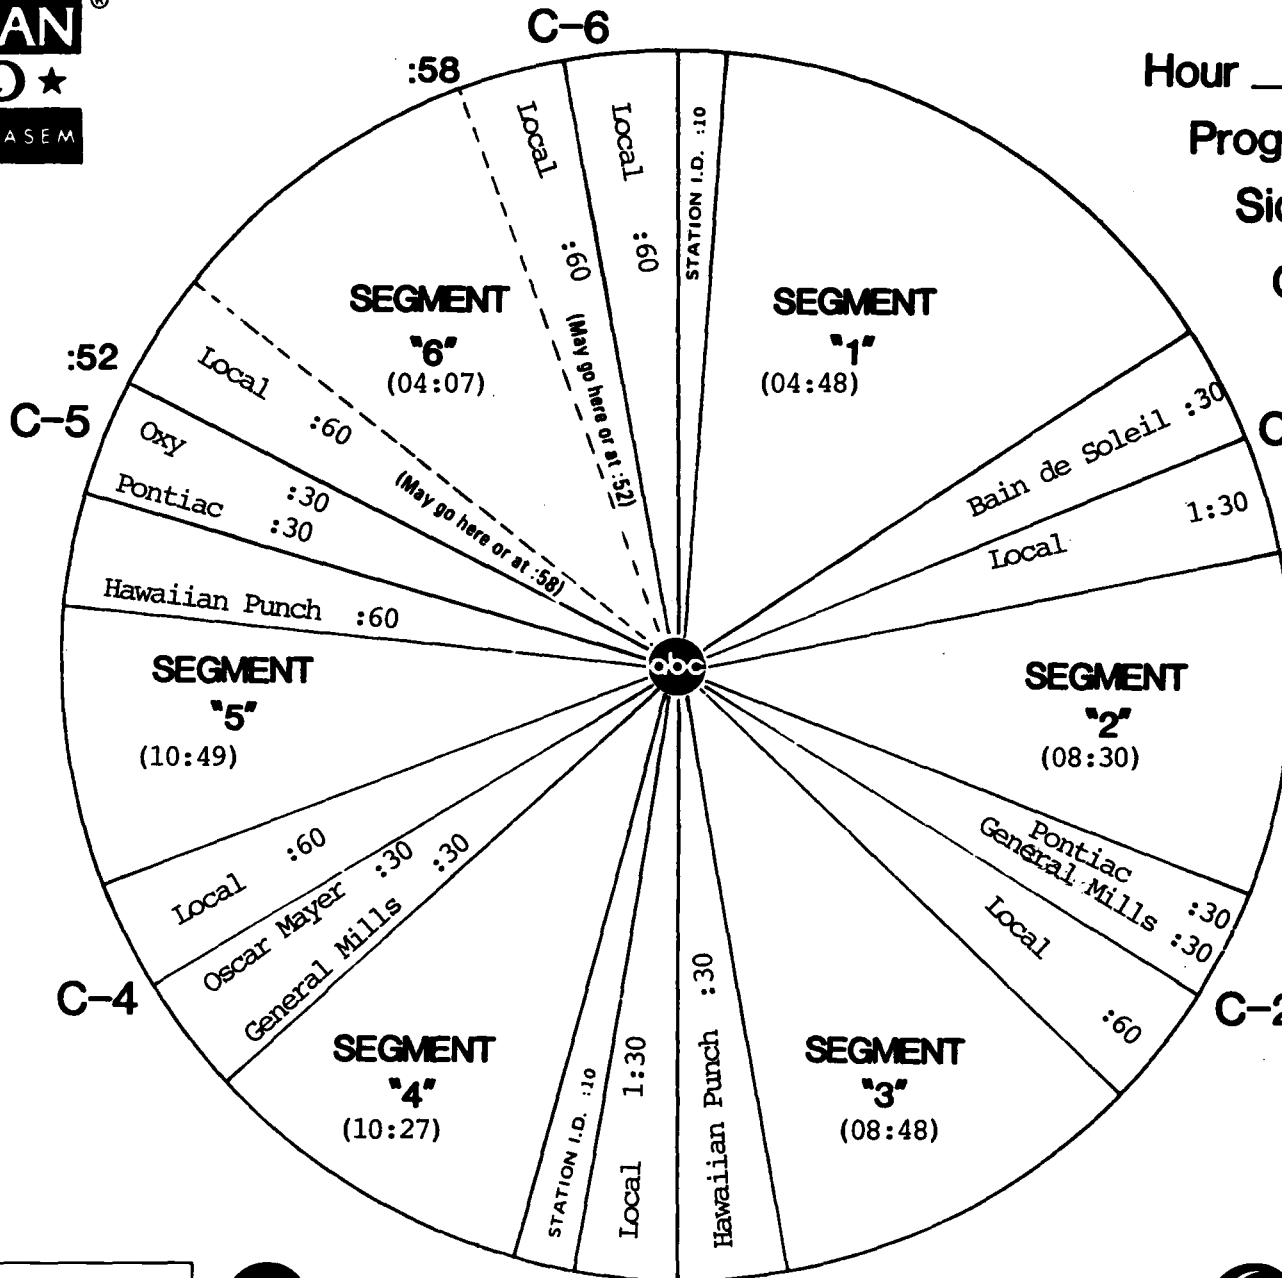 AN ®
★
ASEM
C-6
:58
Hour
Prog
Local :60
Local :60
STATION I.D. :10
(May go here or at :52)
SEGMENT
"6"
(04:07)
SEGMENT
"1"
(04:48)
:52
C-5
Local :60
(May go here or at :58)
Oxy :30
Pontiac :30
Hawaiian Punch :60
Bain de Soleil :30
Local 1:30
abc
SEGMENT
"5"
(10:49)
SEGMENT
"2"
(08:30)
Pontiac :30
General Mills :30
Local :60
C-2
Local :60
Oscar Mayer :30
General Mills :30
C-4
SEGMENT
"4"
(10:27)
STATION I.D. :10
Local 1:30
Hawaiian Punch :30
SEGMENT
"3"
(08:48)